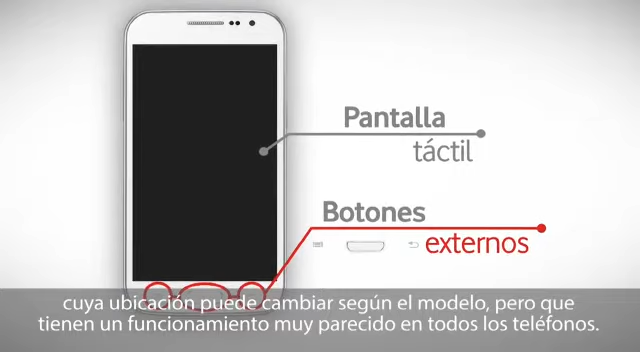 Pantalla
táctil
Botones
externos
cuya ubicación puede cambiar según el modelo, pero que
tienen un funcionamiento muy parecido en todos los teléfonos.